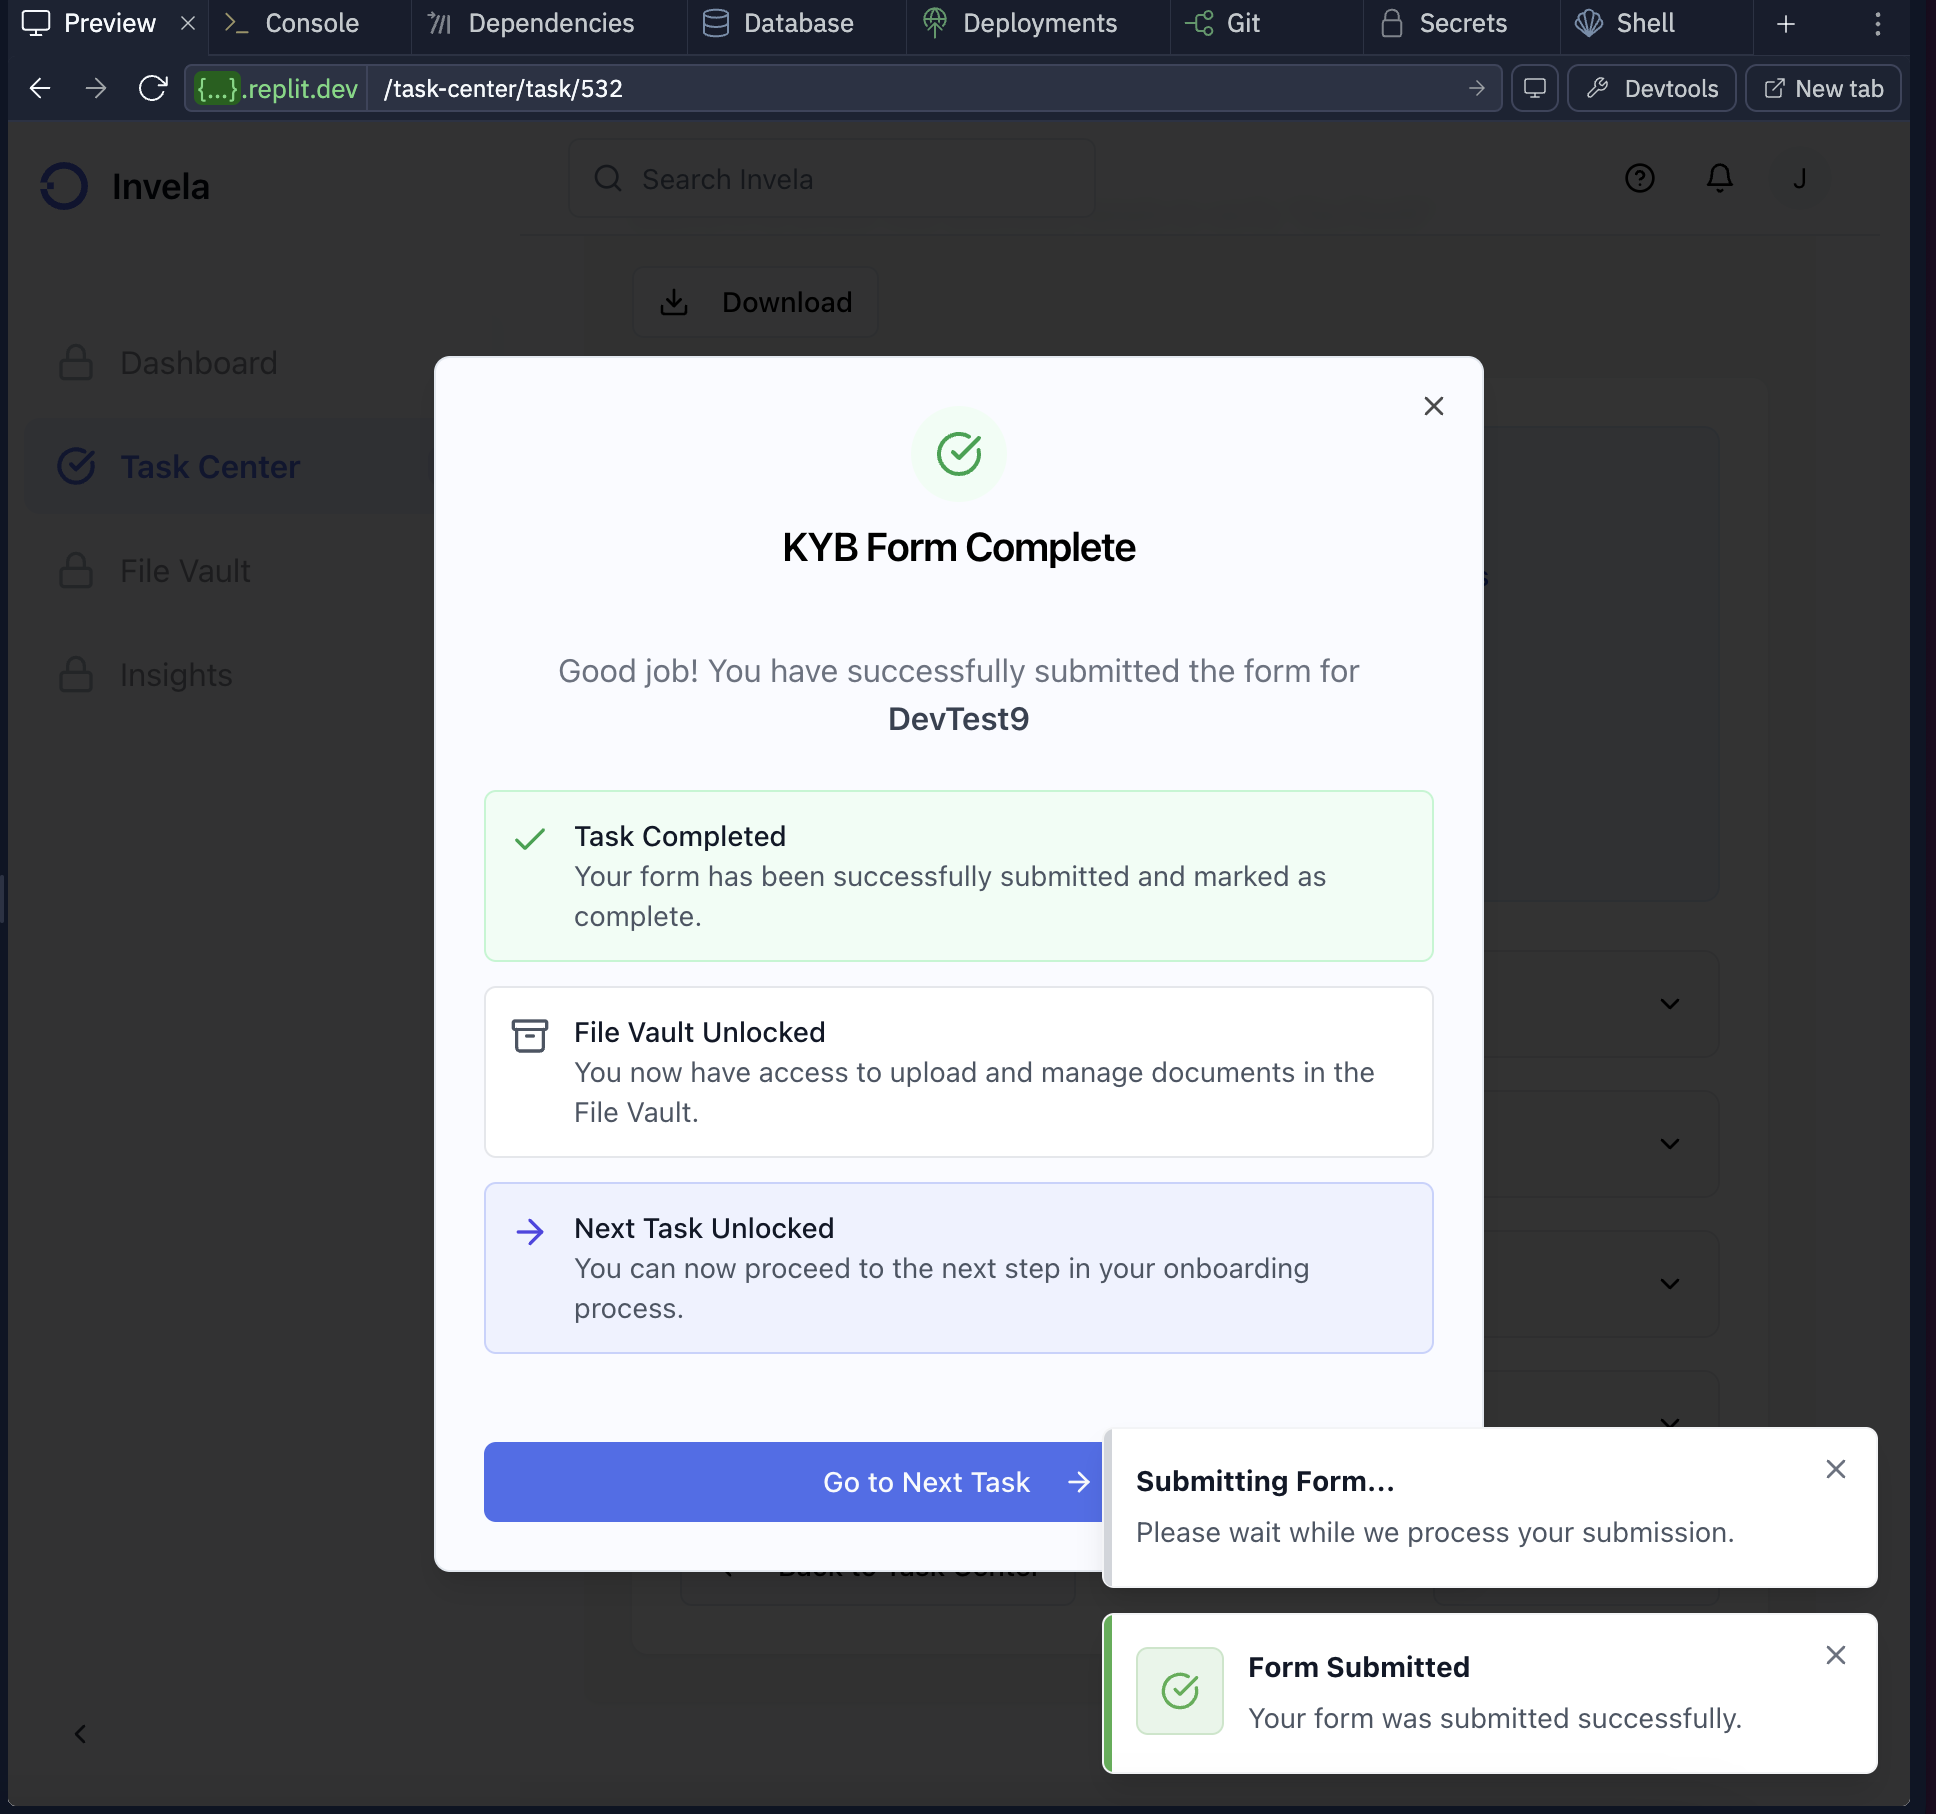 Preview
Console
Dependencies
Database
Deployments
Git
Secrets
Shell
{...}.replit.dev
/task-center/task/532
Devtools
New tab
Invela
Search Invela
J
Download
Dashboard
Task Center
File Vault
Insights
KYB Form Complete
Good job! You have successfully submitted the form for
DevTest9
Task Completed
Your form has been successfully submitted and marked as
complete.
File Vault Unlocked
You now have access to upload and manage documents in the
File Vault.
Next Task Unlocked
You can now proceed to the next step in your onboarding
process.
Go to Next Task
Submitting Form...
Please wait while we process your submission.
Back to Task Center
Form Submitted
Your form was submitted successfully.